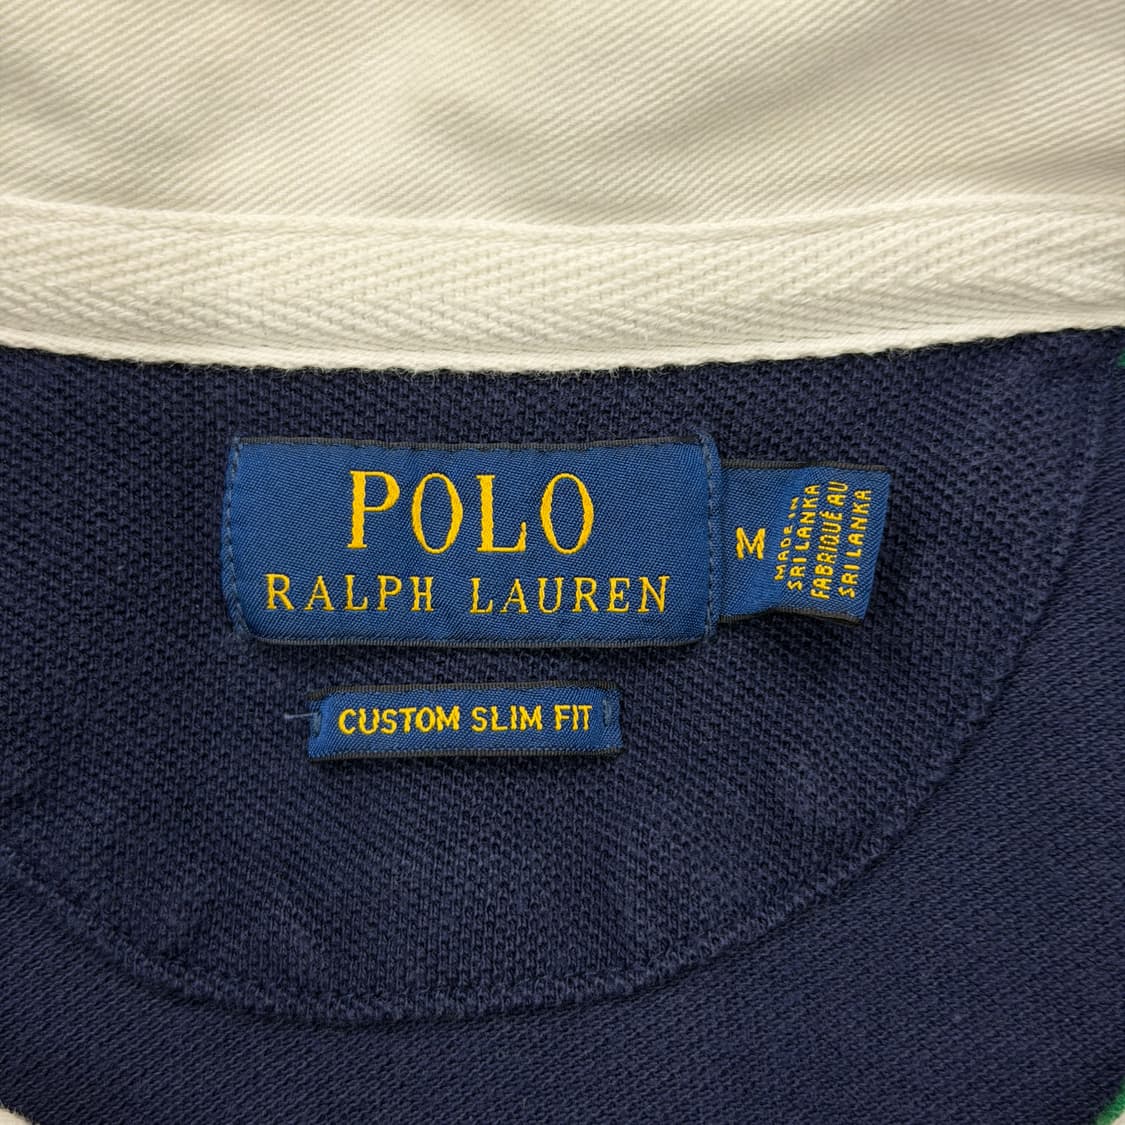 POLO
RALPH LAUREN
M
MADE IN
SRI LANKA
FABRIQUÉ AU
SRI LANKA
CUSTOM SLIM FIT